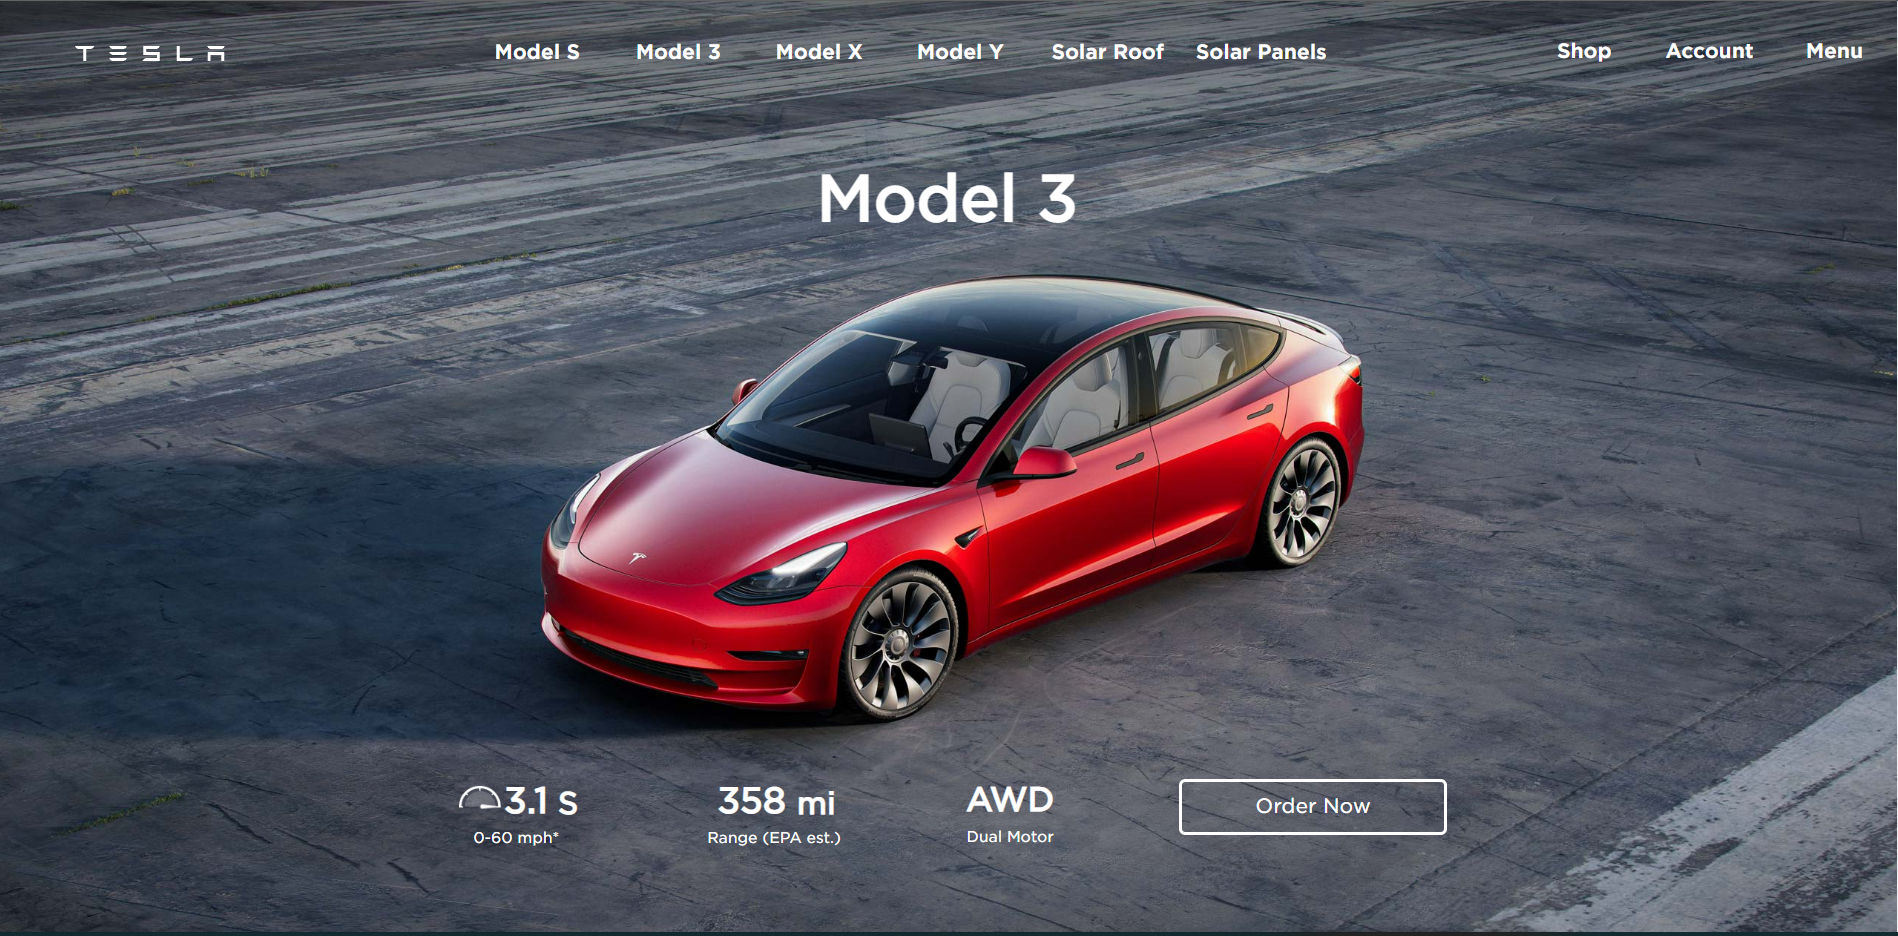 TESLA
Model S Model 3 Model X Model Y Solar Roof Solar Panels Shop Account Menu
Model 3
3.1 S 358 mi AWD Order Now
0-60 mph* Range (EPA est.) Dual Motor